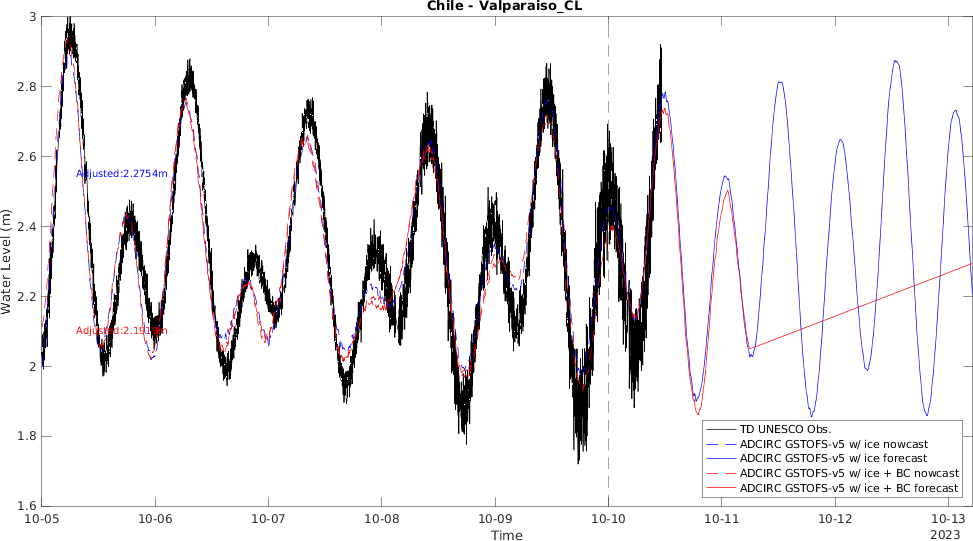 Chile - Valparaiso_CL
Water Level (m)
3
2.8
2.6
2.4
2.2
2
1.8
1.6
Adjusted:2.2754m
TD UNESCO Obs.
ADCIRC GSTOFS-v5 w/ ice nowcast
ADCIRC GSTOFS-v5 w/ ice forecast
ADCIRC GSTOFS-v5 w/ ice + BC nowcast
ADCIRC GSTOFS-v5 w/ ice + BC forecast
10-05 10-06 10-07 10-08 10-09 10-10 10-11 10-12 10-13
2023
Time